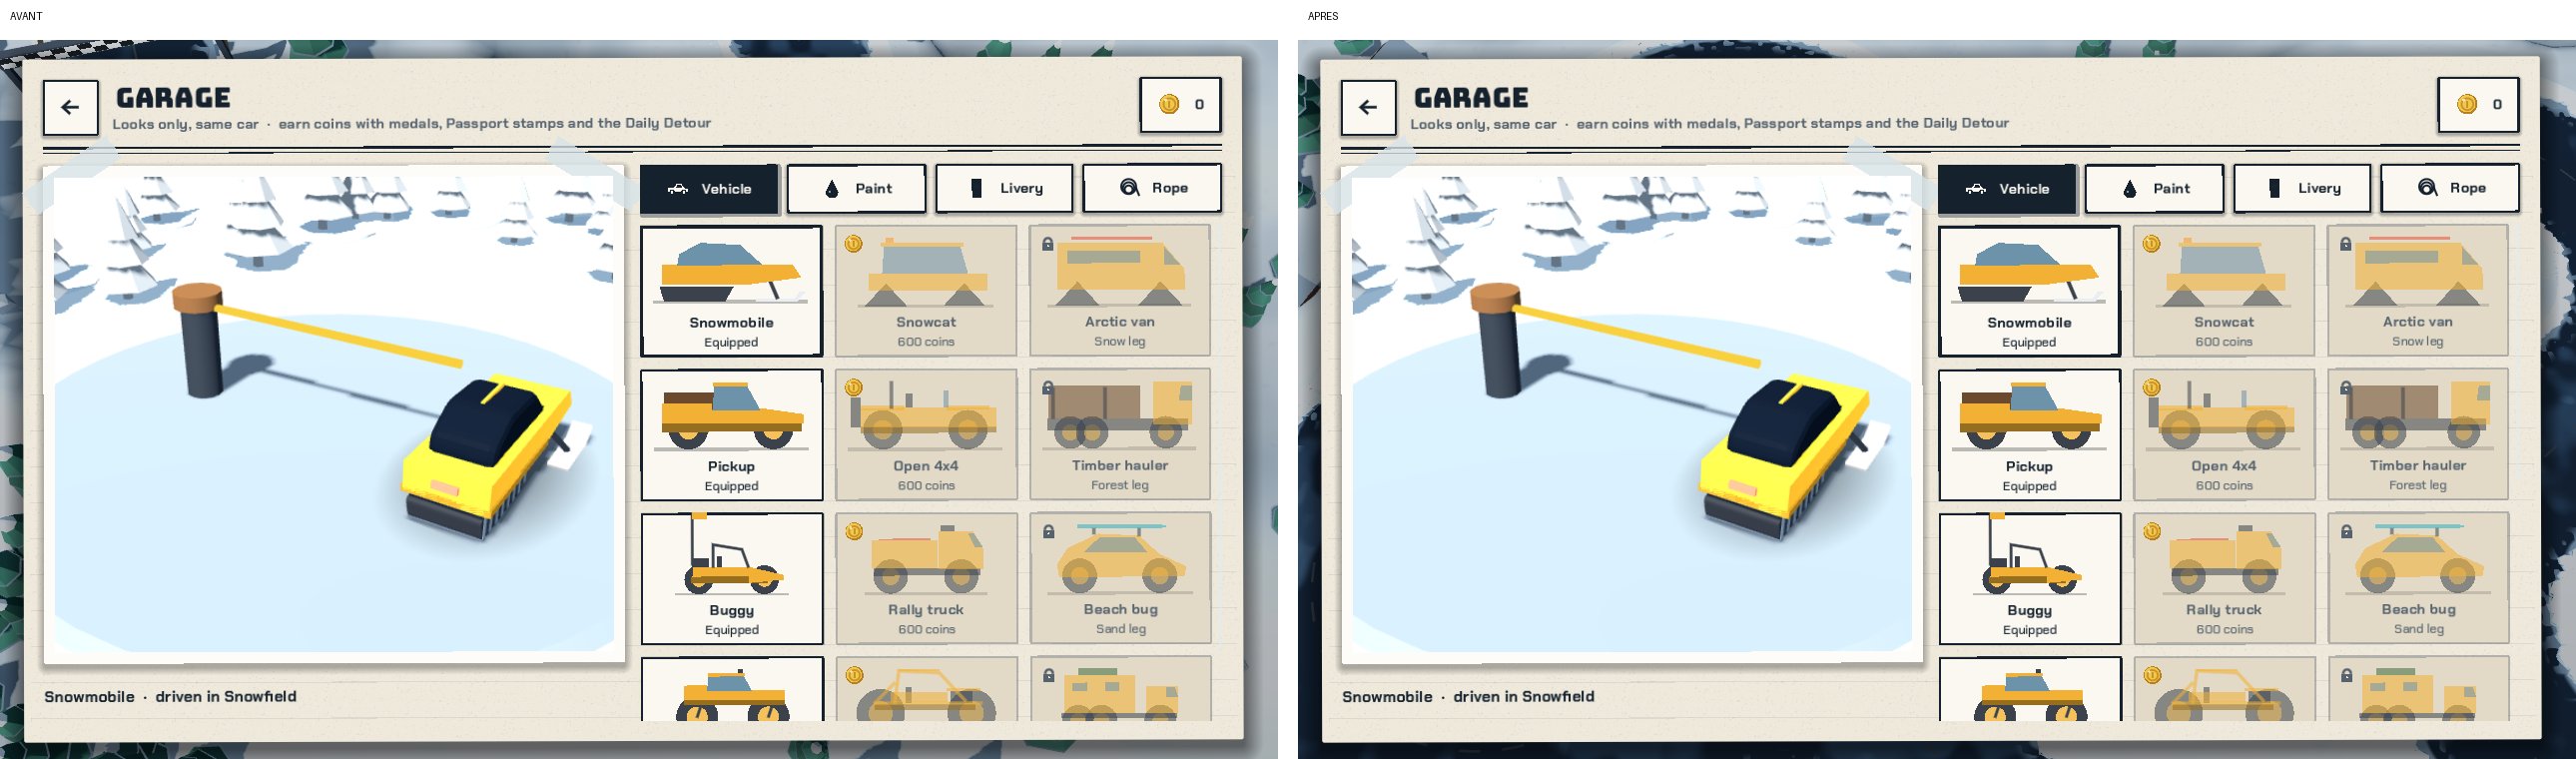 AVANT
GARAGE
Looks only, same car · earn coins with medals, Passport stamps and the Daily Detour
0
Vehicle
Paint
Livery
Rope
Snowmobile
Equipped
Snowcat
600 coins
Arctic van
Snow leg
Pickup
Equipped
Open 4x4
600 coins
Timber hauler
Forest leg
Buggy
Equipped
Rally truck
600 coins
Beach bug
Sand leg
Snowmobile · driven in Snowfield
APRES
GARAGE
Looks only, same car · earn coins with medals, Passport stamps and the Daily Detour
0
Vehicle
Paint
Livery
Rope
Snowmobile
Equipped
Snowcat
600 coins
Arctic van
Snow leg
Pickup
Equipped
Open 4x4
600 coins
Timber hauler
Forest leg
Buggy
Equipped
Rally truck
600 coins
Beach bug
Sand leg
Snowmobile · driven in Snowfield